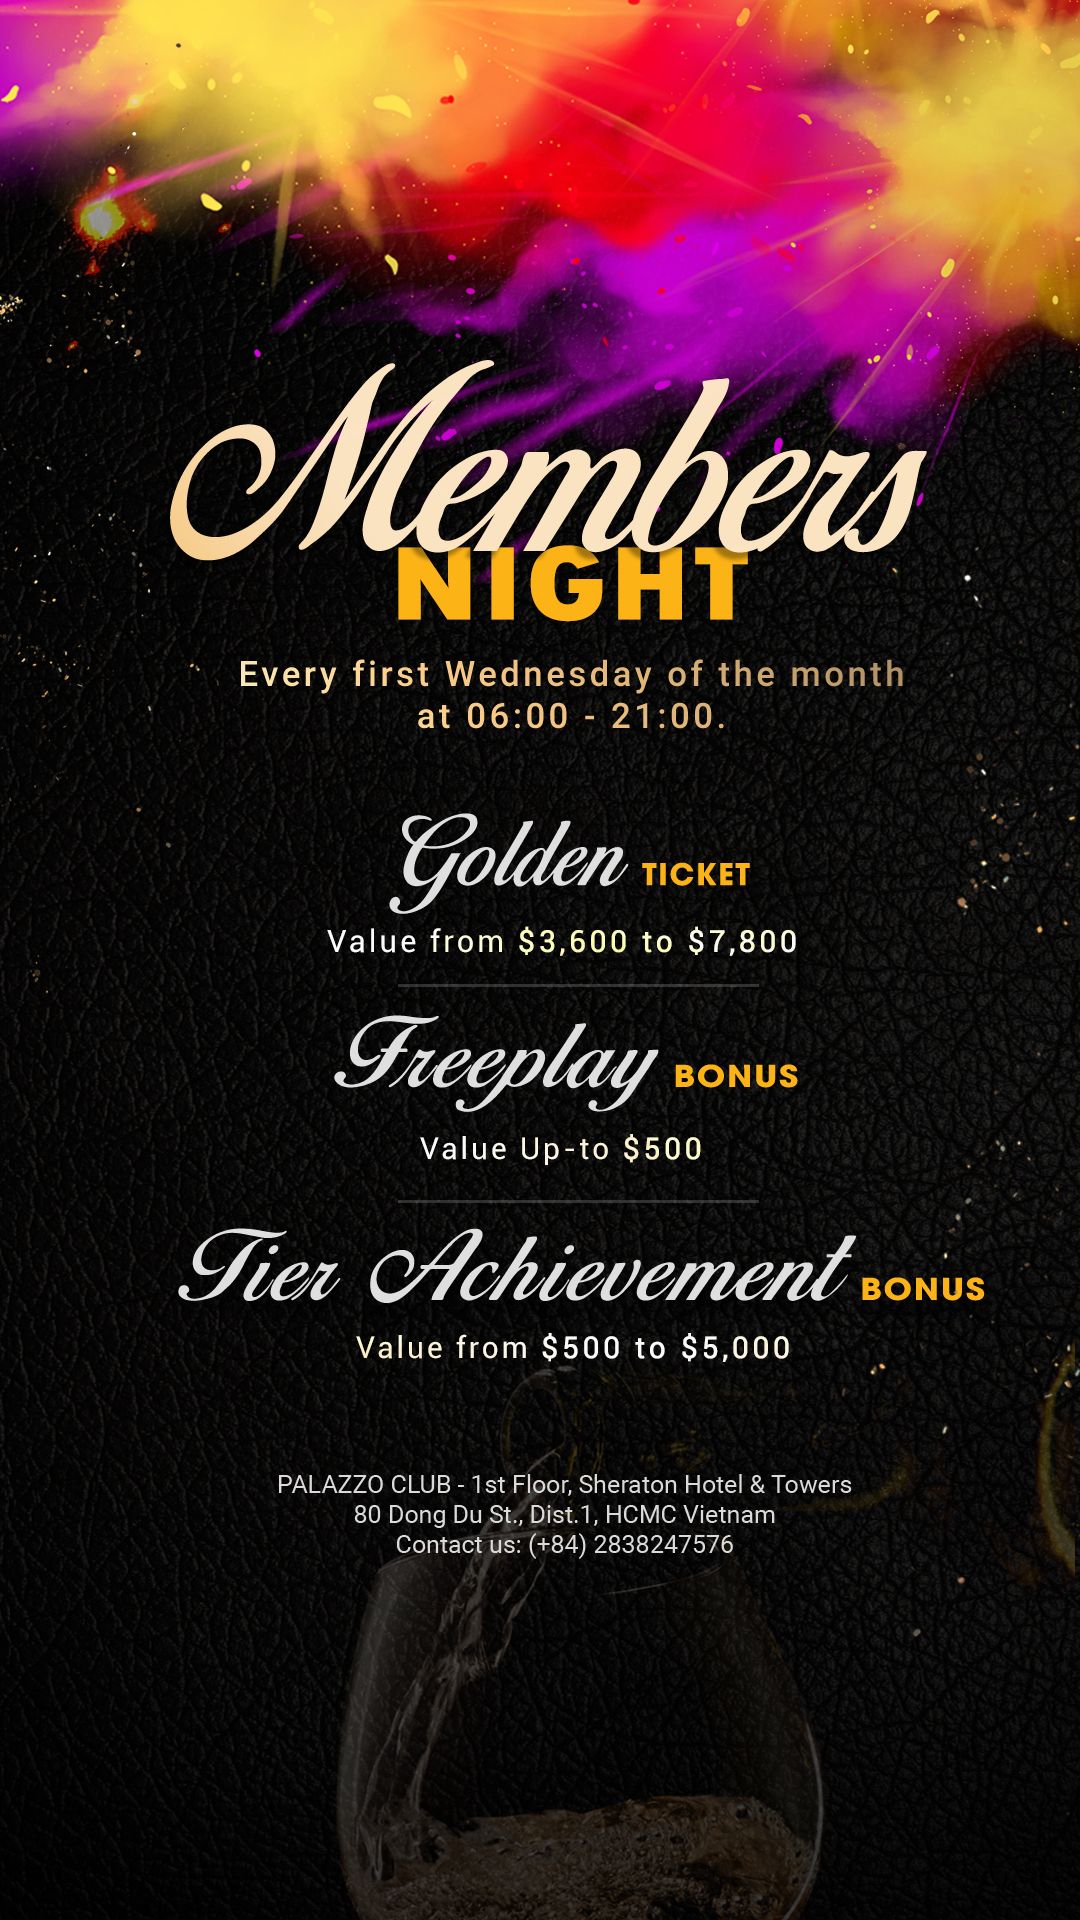 Members
NIGHT
Every first Wednesday of the month
at 06:00 - 21:00.
Golden TICKET
Value from $3,600 to $7,800
Freeplay BONUS
Value Up-to $500
Tier Achievement BONUS
Value from $500 to $5,000
PALAZZO CLUB - 1st Floor, Sheraton Hotel & Towers
80 Dong Du St., Dist.1, HCMC Vietnam
Contact us: (+84) 2838247576